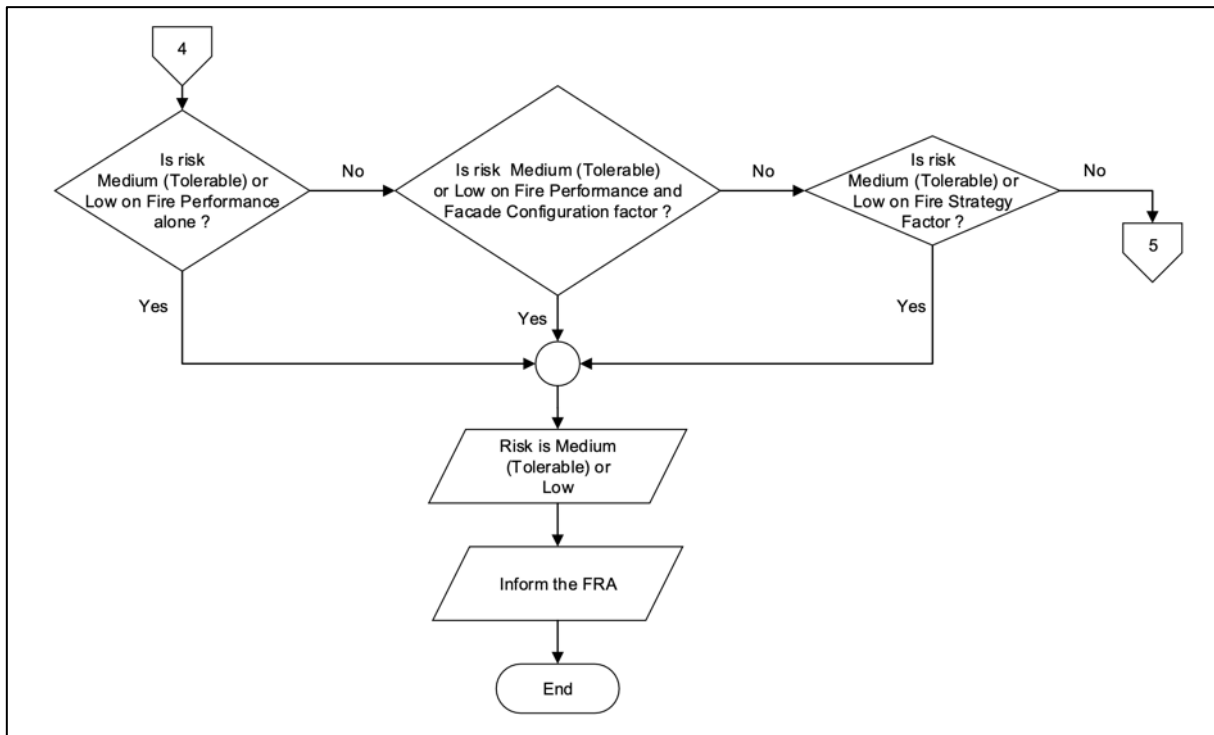 4
Is risk
Medium (Tolerable) or
Low on Fire Performance
alone ?
No
Is risk  Medium (Tolerable)
or Low on Fire Performance and
Facade Configuration factor ?
No
Is risk
Medium (Tolerable) or
Low on Fire Strategy
Factor ?
No
5
Yes
Yes
Yes
Risk is Medium
(Tolerable) or
Low
Inform the FRA
End